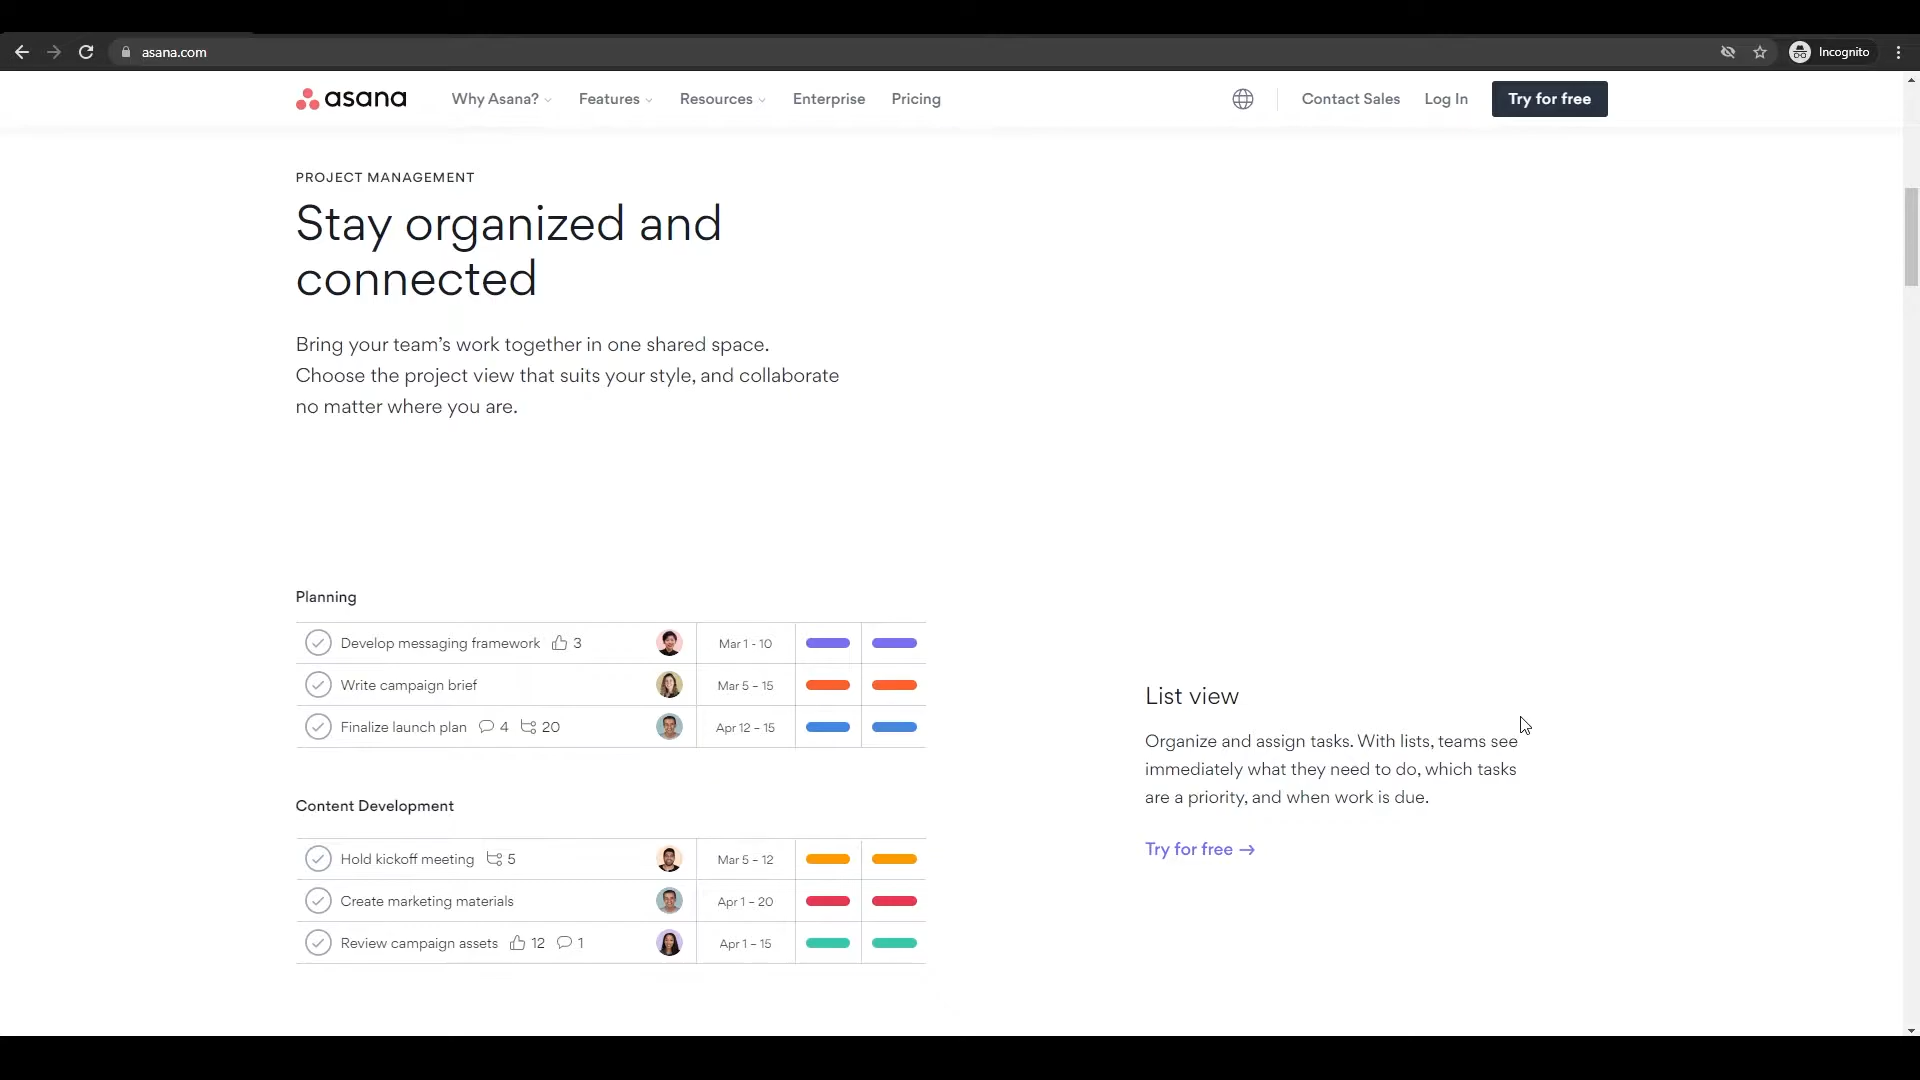 asana.com
Incognito
asana Why Asana? Features Resources Enterprise Pricing Contact Sales Log In Try for free
PROJECT MANAGEMENT
Stay organized and
connected
Bring your team’s work together in one shared space.
Choose the project view that suits your style, and collaborate
no matter where you are.
Planning
Develop messaging framework 3 Mar 1 - 10
Write campaign brief Mar 5 – 15
Finalize launch plan 4 20 Apr 12 – 15
Content Development
Hold kickoff meeting 5 Mar 5 – 12
Create marketing materials Apr 1 – 20
Review campaign assets 12 1 Apr 1 – 15
List view
Organize and assign tasks. With lists, teams see
immediately what they need to do, which tasks
are a priority, and when work is due.
Try for free →